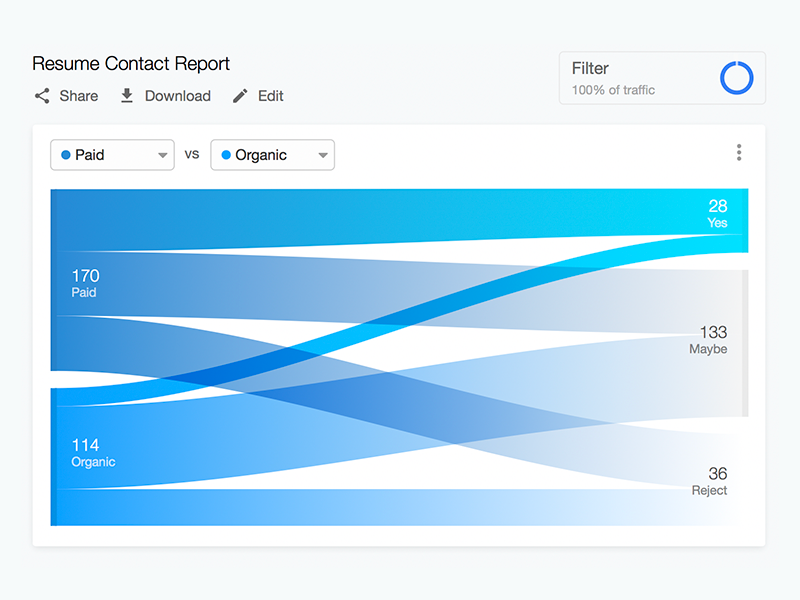 Resume Contact Report
Share Download Edit
Filter
100% of traffic
Paid vs Organic
28
Yes
170
Paid
133
Maybe
114
Organic
36
Reject